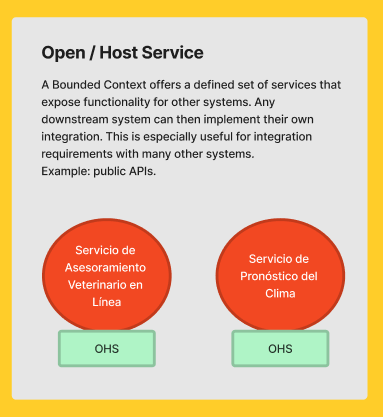 Open / Host Service
A Bounded Context offers a defined set of services that
expose functionality for other systems. Any
downstream system can then implement their own
integration. This is especially useful for integration
requirements with many other systems.
Example: public APIs.
Servicio de
Asesoramiento
Veterinario en
Línea
OHS
Servicio de
Pronóstico del
Clima
OHS